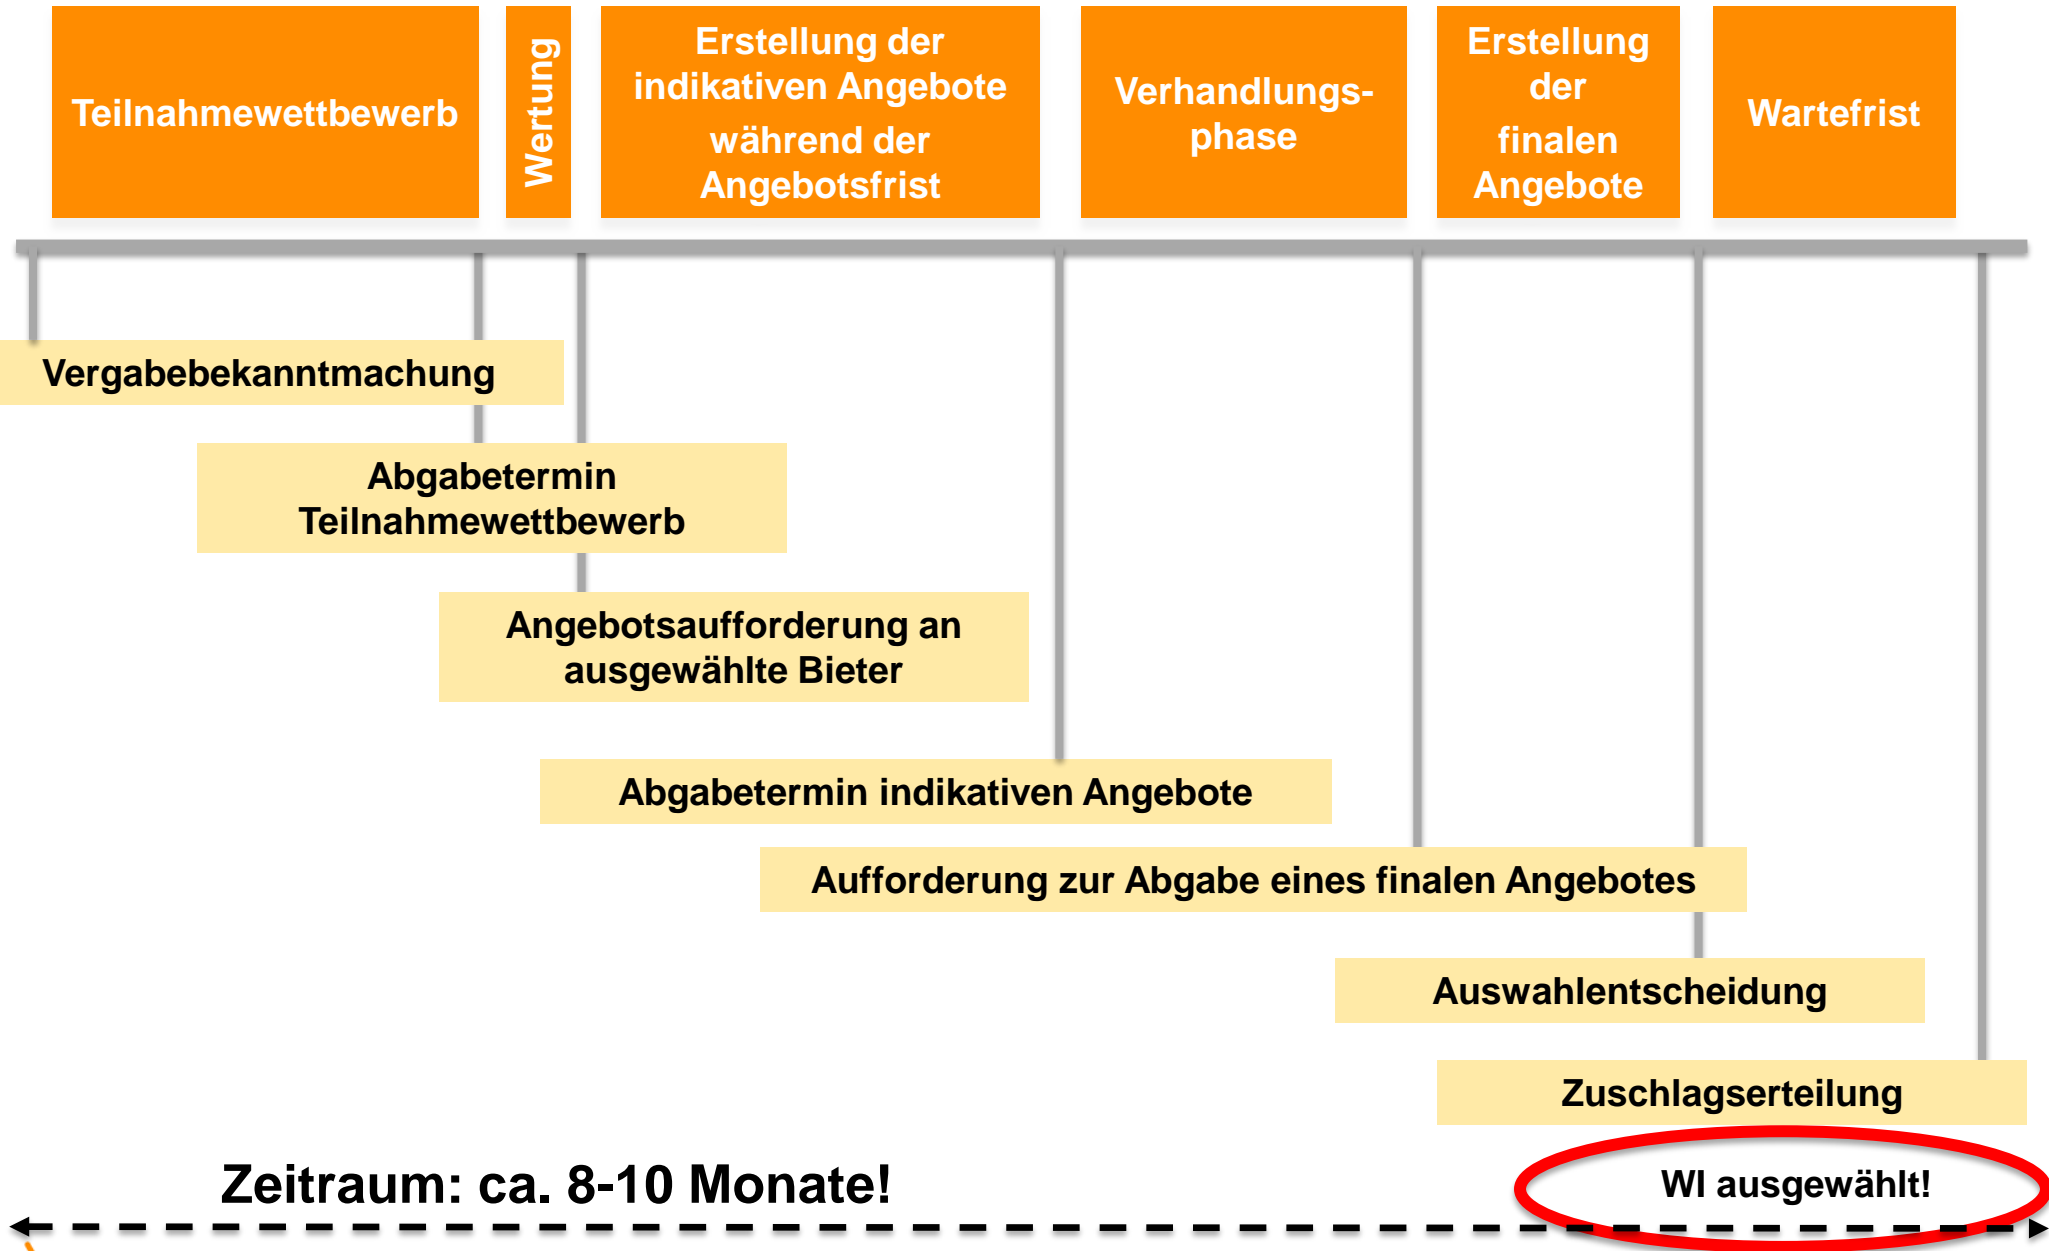 Teilnahmewettbewerb
Wertung
Erstellung der
indikativen Angebote
während der
Angebotsfrist
Verhandlungs-
phase
Erstellung
der
finalen
Angebote
Wartefrist
Vergabebekanntmachung
Abgabetermin
Teilnahmewettbewerb
Angebotsaufforderung an
ausgewählte Bieter
Abgabetermin indikativen Angebote
Aufforderung zur Abgabe eines finalen Angebotes
Auswahlentscheidung
Zuschlagserteilung
Zeitraum: ca. 8-10 Monate!
WI ausgewählt!